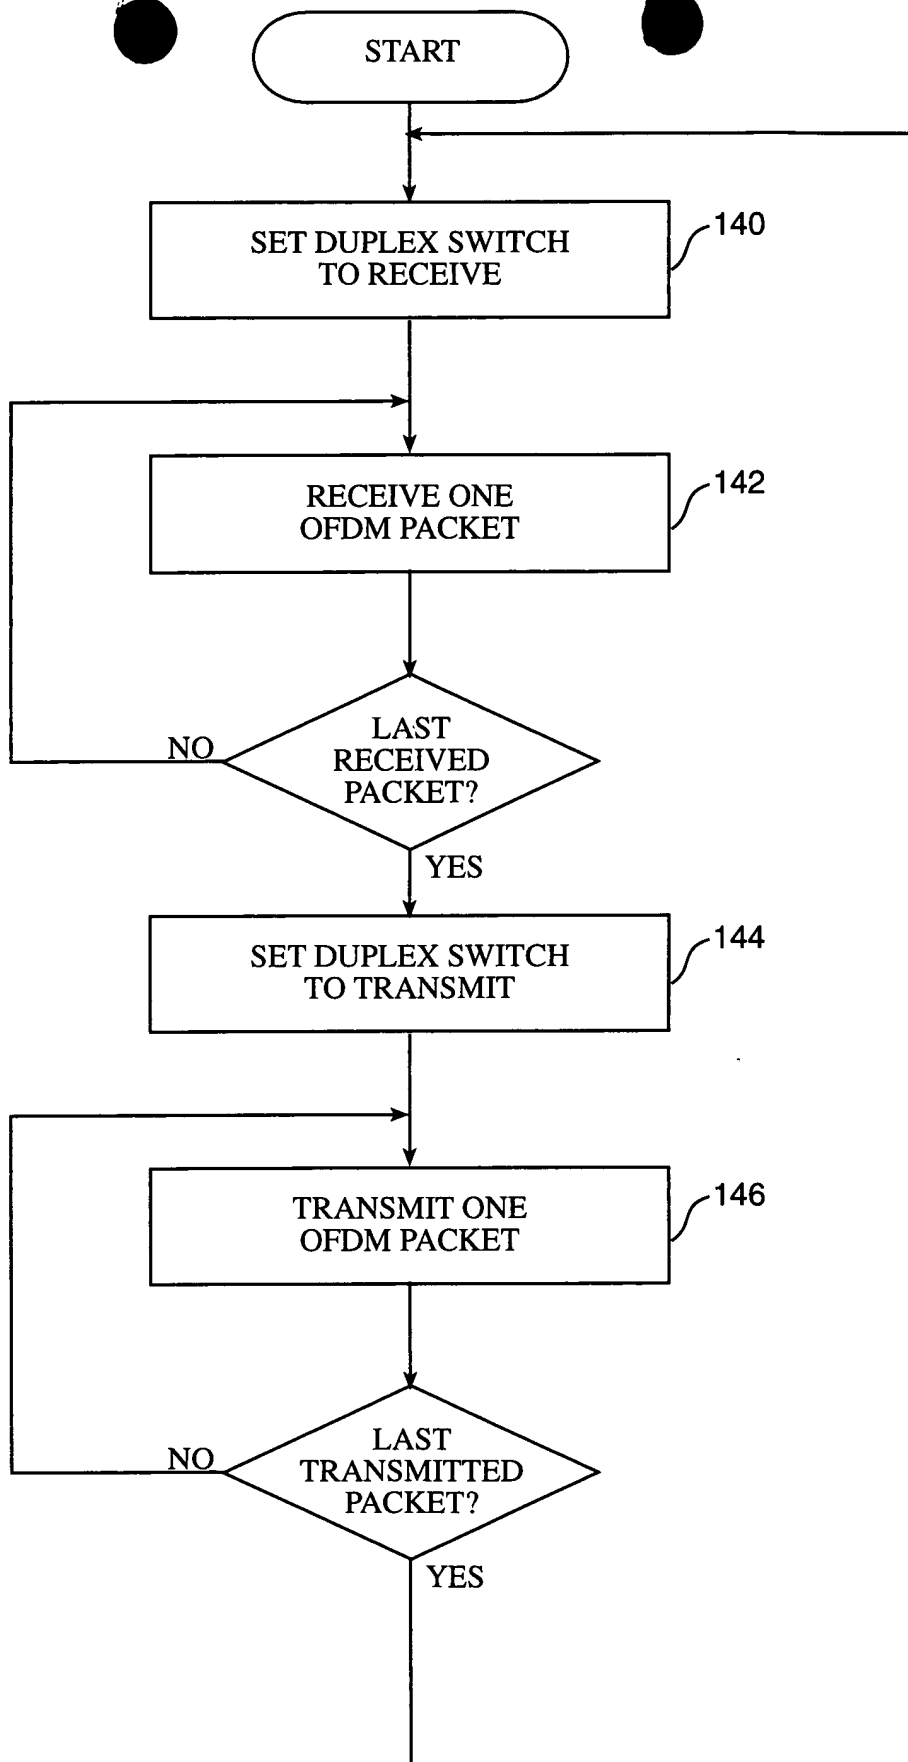 START
SET DUPLEX SWITCH
TO RECEIVE
140
RECEIVE ONE
OFDM PACKET
142
LAST
RECEIVED
PACKET?
NO
YES
SET DUPLEX SWITCH
TO TRANSMIT
144
TRANSMIT ONE
OFDM PACKET
146
LAST
TRANSMITTED
PACKET?
NO
YES